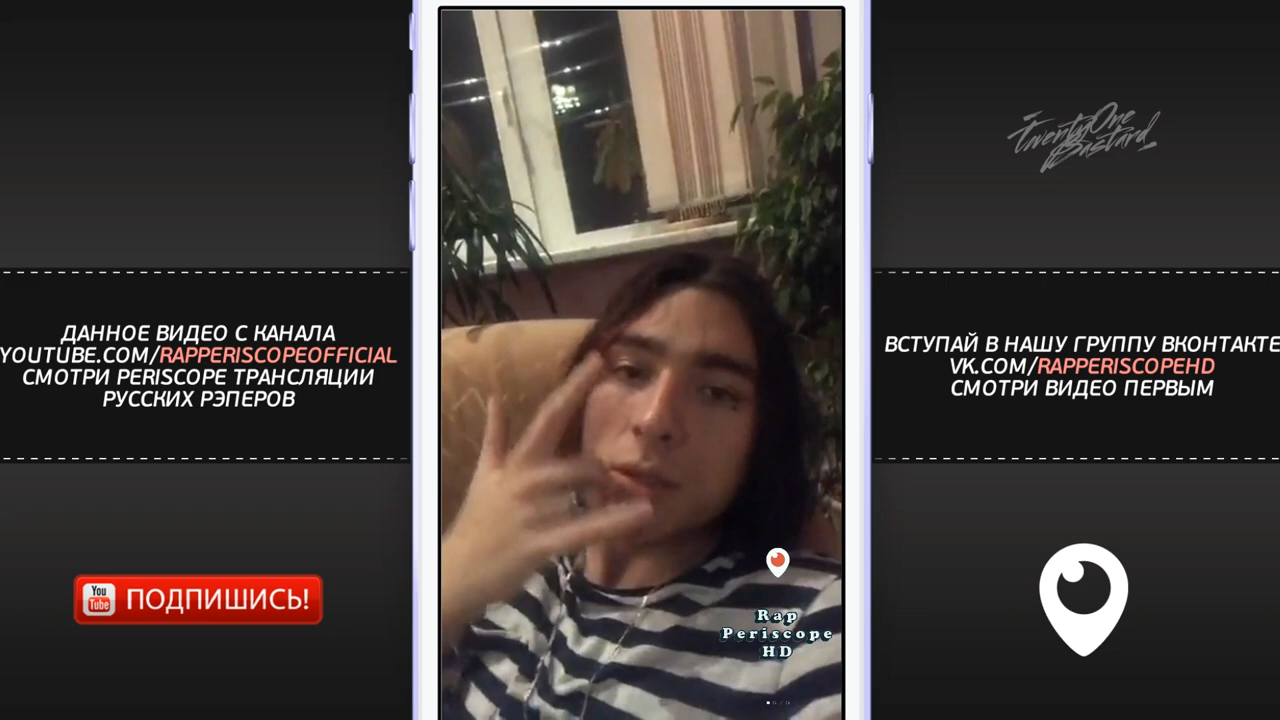 ДАННОЕ ВИДЕО С КАНАЛА
YOUTUBE.COM/RAPPERISCOPEOFFICIAL
СМОТРИ PERISCOPE ТРАНСЛЯЦИИ
РУССКИХ РЭПЕРОВ
You
Tube
ПОДПИШИСЬ!
Rap
Periscope
HD
TwentyOne
Bastard
ВСТУПАЙ В НАШУ ГРУППУ ВКОНТАКТЕ
VK.COM/RAPPERISCOPEHD
СМОТРИ ВИДЕО ПЕРВЫМ